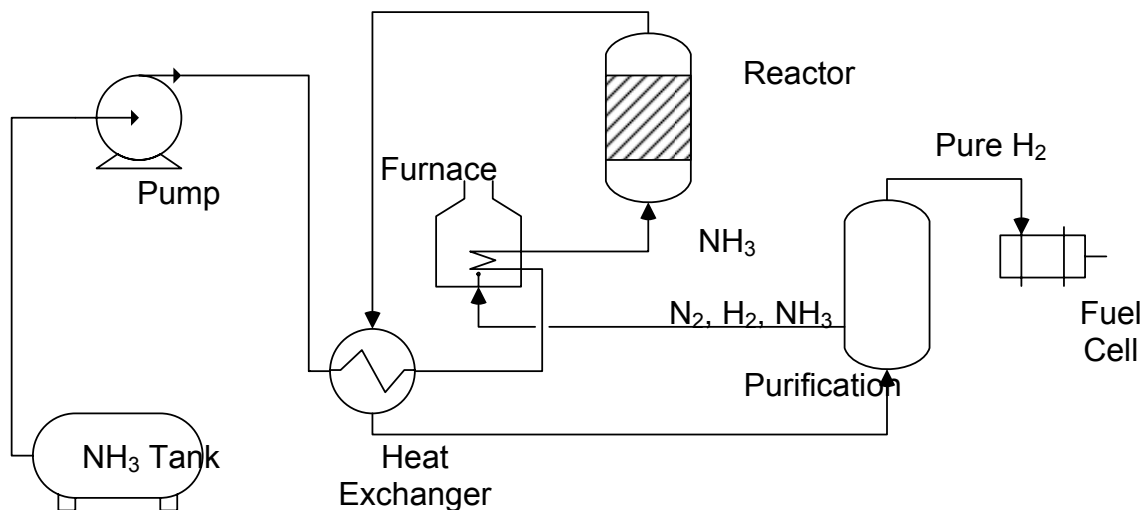 Reactor
Pure H₂
Furnace
Pump
NH₃
N₂, H₂, NH₃
Fuel
Cell
Purification
NH₃ Tank
Heat
Exchanger